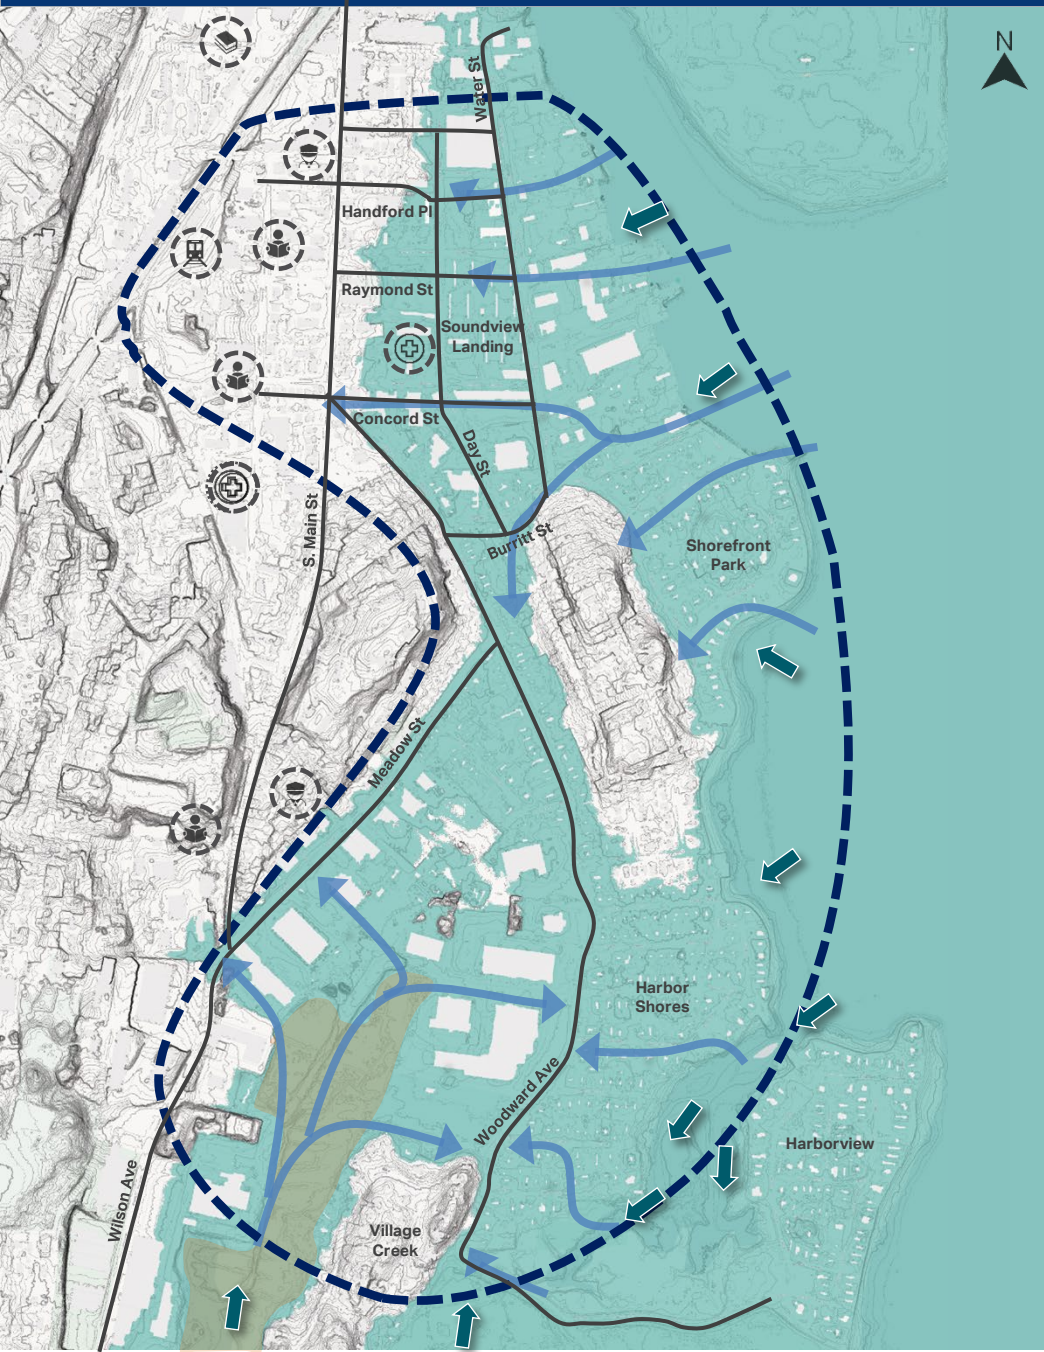 N
Water St
Handford Pl
Raymond St
Soundview
Landing
Concord St
Day St
S. Main St
Burritt St
Shorefront
Park
Meadow St
Harbor
Shores
Woodward Ave
Harborview
Wilson Ave
Village
Creek